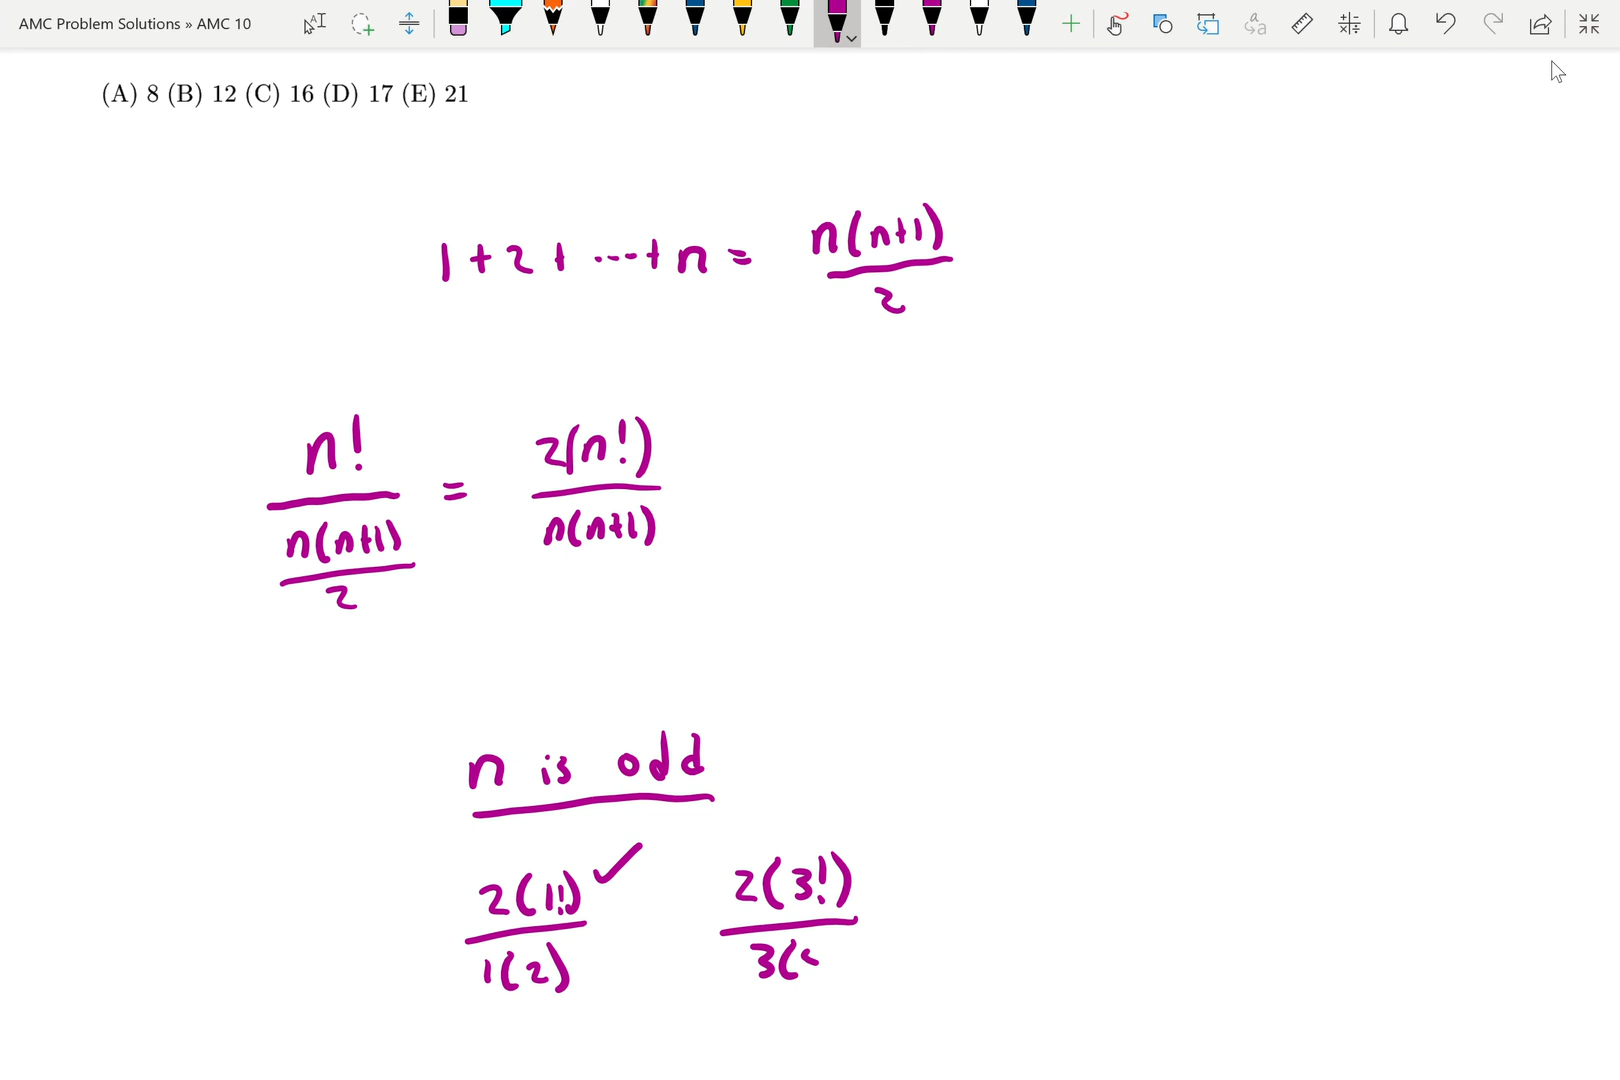 AMC Problem Solutions » AMC 10
(A) 8 (B) 12 (C) 16 (D) 17 (E) 21
1 + 2 + ... + n = n(n+1) / 2
n! / (n(n+1) / 2) = 2(n!) / n(n+1)
n is odd
2(1!) / 1(2) ✓ 2(3!) / 3(